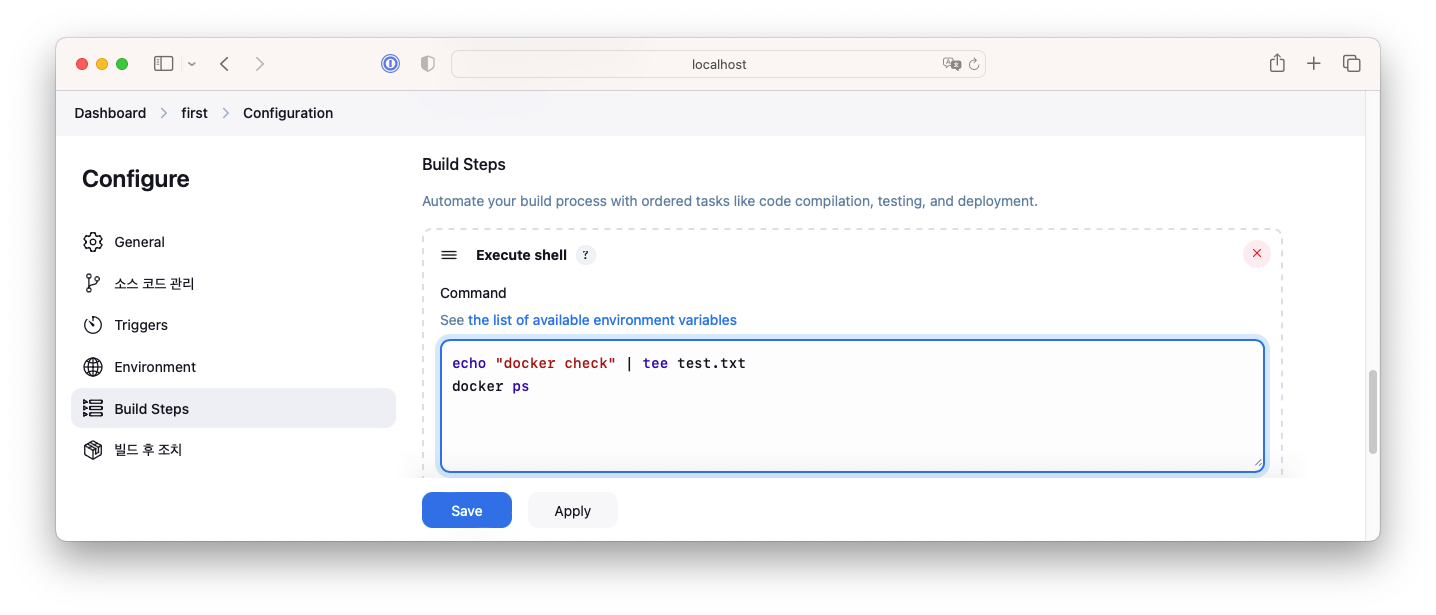 localhost
Dashboard > first > Configuration
Configure
General
소스 코드 관리
Triggers
Environment
Build Steps
빌드 후 조치
Build Steps
Automate your build process with ordered tasks like code compilation, testing, and deployment.
Execute shell ?
Command
See the list of available environment variables
echo "docker check" | tee test.txt
docker ps
Save Apply